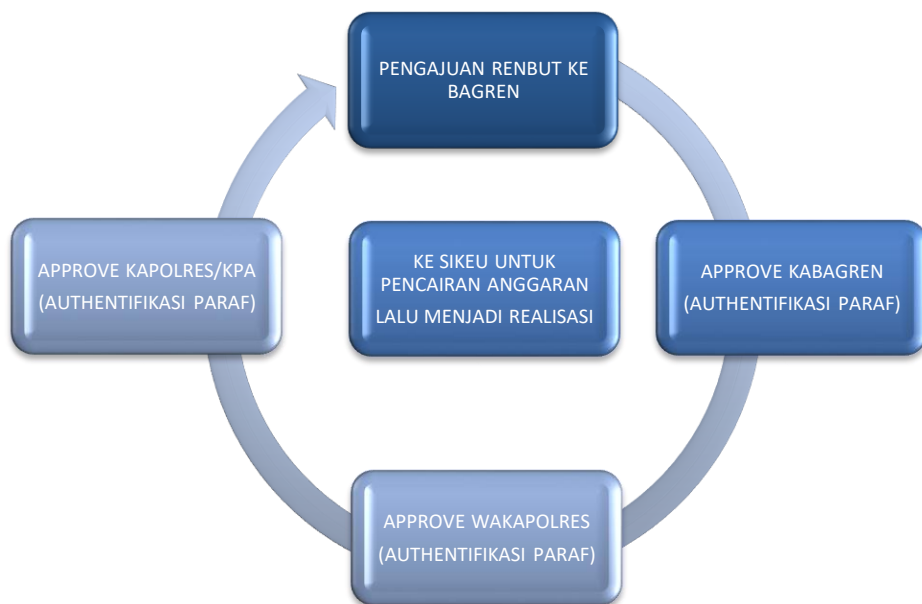 PENGAJUAN RENBUT KE
BAGREN
APPROVE KAPOLRES/KPA
(AUTHENTIFIKASI PARAF)
KE SIKEU UNTUK
PENCAIRAN ANGGARAN
LALU MENJADI REALISASI
APPROVE KABAGREN
(AUTHENTIFIKASI PARAF)
APPROVE WAKAPOLRES
(AUTHENTIFIKASI PARAF)